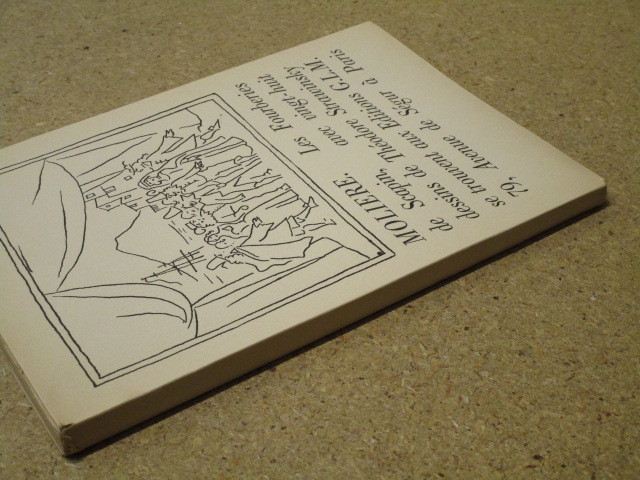 MOLIERE. Les Fourberies
de Scapin, avec vingt-huit
dessins de Théodore Strawinsky
se trouvent aux Editions G.L.M.
79, Avenue de Ségur à Paris